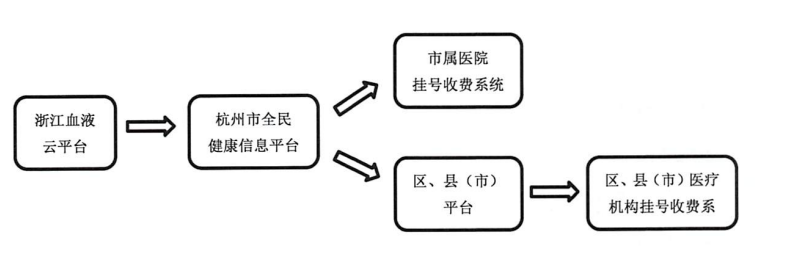 浙江血液
云平台
杭州市全民
健康信息平台
市属医院
挂号收费系统
区、县（市）
平台
区、县（市）医疗
机构挂号收费系